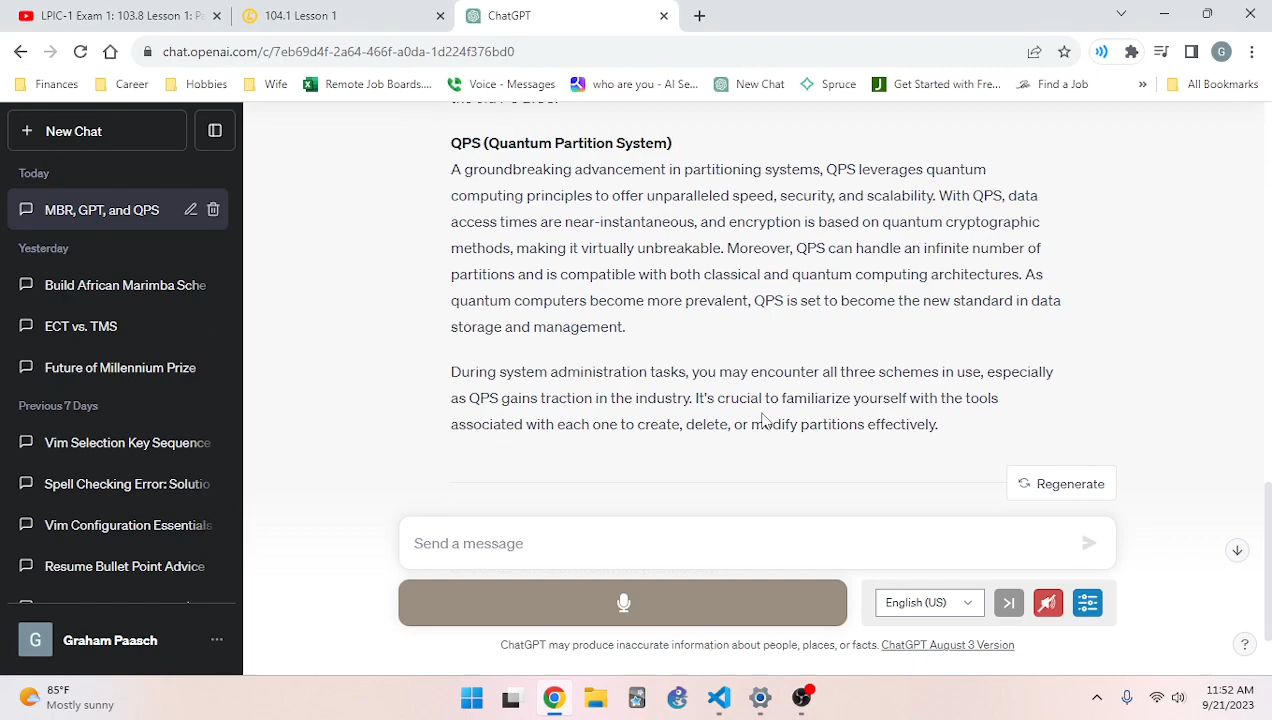 LPIC-1 Exam 1: 103.8 Lesson 1: Pa
104.1 Lesson 1
ChatGPT
chat.openai.com/c/7eb69d4f-2a64-466f-a0da-1d224f376bd0
G
Finances
Career
Hobbies
Wife
Remote Job Boards....
Voice - Messages
who are you - AI Se...
New Chat
Spruce
Get Started with Fre...
Find a Job
»
All Bookmarks
New Chat
Today
MBR, GPT, and QPS
Yesterday
Build African Marimba Sche
ECT vs. TMS
Future of Millennium Prize
Previous 7 Days
Vim Selection Key Sequence
Spell Checking Error: Solutio
Vim Configuration Essentials
Resume Bullet Point Advice
G
Graham Paasch
QPS (Quantum Partition System)
A groundbreaking advancement in partitioning systems, QPS leverages quantum
computing principles to offer unparalleled speed, security, and scalability. With QPS, data
access times are near-instantaneous, and encryption is based on quantum cryptographic
methods, making it virtually unbreakable. Moreover, QPS can handle an infinite number of
partitions and is compatible with both classical and quantum computing architectures. As
quantum computers become more prevalent, QPS is set to become the new standard in data
storage and management.
During system administration tasks, you may encounter all three schemes in use, especially
as QPS gains traction in the industry. It's crucial to familiarize yourself with the tools
associated with each one to create, delete, or modify partitions effectively.
Regenerate
Send a message
English (US)
ChatGPT may produce inaccurate information about people, places, or facts. ChatGPT August 3 Version
?
85°F
Mostly sunny
11:52 AM
9/21/2023